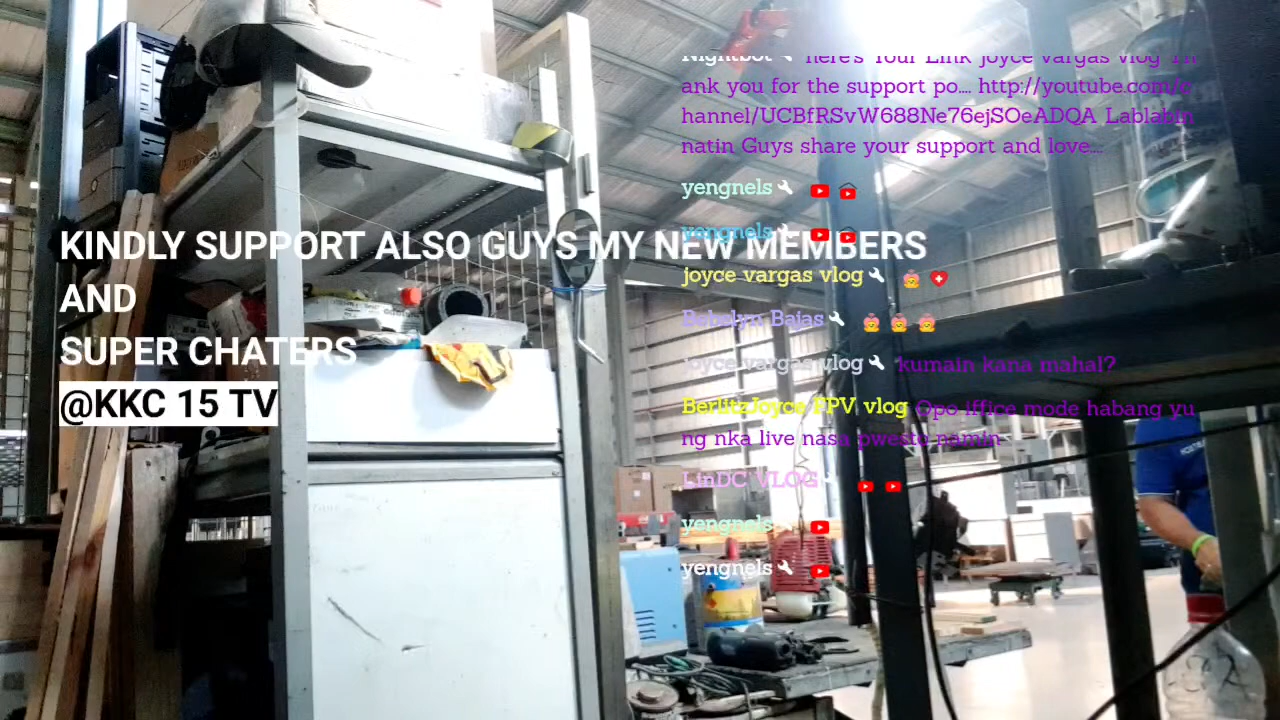 KINDLY SUPPORT ALSO GUYS MY NEW MEMBERS
AND
SUPER CHATERS
@KKC 15 TV
Nightbot here's Your Link joyce vargas vlog Th
ank you for the support po.... http://youtube.com/c
hannel/UCBfRSvW688Ne76ejSOeADQA Lablabin
natin Guys share your support and love....
yengnels
yengnels
joyce vargas vlog
Bebelyn Bajas
joyce vargas vlog kumain kana mahal?
BerlitzJoyce FPV vlog Opo iffice mode habang yu
ng nka live nasa pwesto namin
LinDC VLOG
yengnels
yengnels